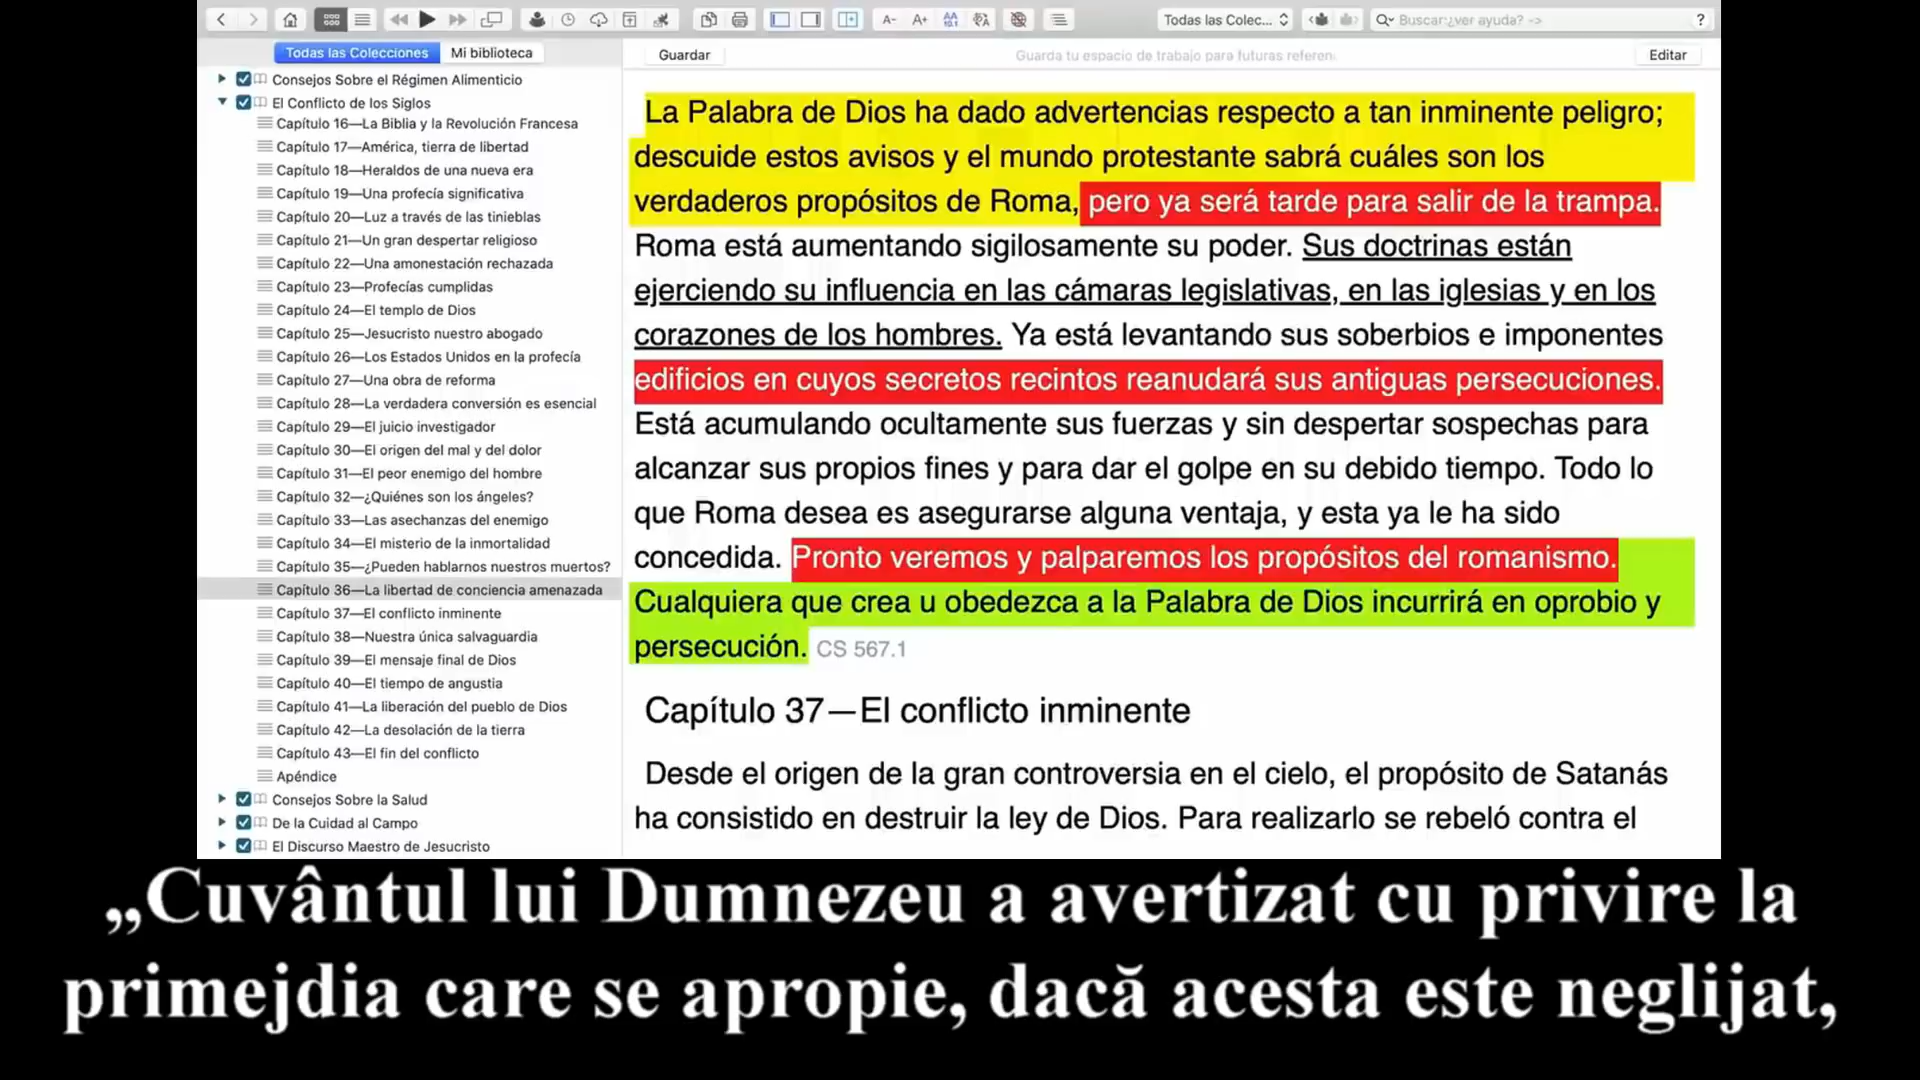 A- A+
Todas las Colec...
Buscar:¿ver ayuda? ->
?
Todas las Colecciones
Mi biblioteca
Guardar
Guarda tu espacio de trabajo para futuras referen.
Editar
Consejos Sobre el Régimen Alimenticio
El Conflicto de los Siglos
Capítulo 16—La Biblia y la Revolución Francesa
Capítulo 17—América, tierra de libertad
Capítulo 18—Heraldos de una nueva era
Capítulo 19—Una profecía significativa
Capítulo 20—Luz a través de las tinieblas
Capítulo 21—Un gran despertar religioso
Capítulo 22—Una amonestación rechazada
Capítulo 23—Profecías cumplidas
Capítulo 24—El templo de Dios
Capítulo 25—Jesucristo nuestro abogado
Capítulo 26—Los Estados Unidos en la profecía
Capítulo 27—Una obra de reforma
Capítulo 28—La verdadera conversión es esencial
Capítulo 29—El juicio investigador
Capítulo 30—El origen del mal y del dolor
Capítulo 31—El peor enemigo del hombre
Capítulo 32—¿Quiénes son los ángeles?
Capítulo 33—Las asechanzas del enemigo
Capítulo 34—El misterio de la inmortalidad
Capítulo 35—¿Pueden hablarnos nuestros muertos?
Capítulo 36—La libertad de conciencia amenazada
Capítulo 37—El conflicto inminente
Capítulo 38—Nuestra única salvaguardia
Capítulo 39—El mensaje final de Dios
Capítulo 40—El tiempo de angustia
Capítulo 41—La liberación del pueblo de Dios
Capítulo 42—La desolación de la tierra
Capítulo 43—El fin del conflicto
Apéndice
Consejos Sobre la Salud
De la Cuidad al Campo
El Discurso Maestro de Jesucristo
La Palabra de Dios ha dado advertencias respecto a tan inminente peligro;
descuide estos avisos y el mundo protestante sabrá cuáles son los
verdaderos propósitos de Roma, pero ya será tarde para salir de la trampa.
Roma está aumentando sigilosamente su poder. Sus doctrinas están
ejerciendo su influencia en las cámaras legislativas, en las iglesias y en los
corazones de los hombres. Ya está levantando sus soberbios e imponentes
edificios en cuyos secretos recintos reanudará sus antiguas persecuciones.
Está acumulando ocultamente sus fuerzas y sin despertar sospechas para
alcanzar sus propios fines y para dar el golpe en su debido tiempo. Todo lo
que Roma desea es asegurarse alguna ventaja, y esta ya le ha sido
concedida. Pronto veremos y palparemos los propósitos del romanismo.
Cualquiera que crea u obedezca a la Palabra de Dios incurrirá en oprobio y
persecución. CS 567.1
Capítulo 37—El conflicto inminente
Desde el origen de la gran controversia en el cielo, el propósito de Satanás
ha consistido en destruir la ley de Dios. Para realizarlo se rebeló contra el
„Cuvântul lui Dumnezeu a avertizat cu privire la
primejdia care se apropie, dacă acesta este neglijat,